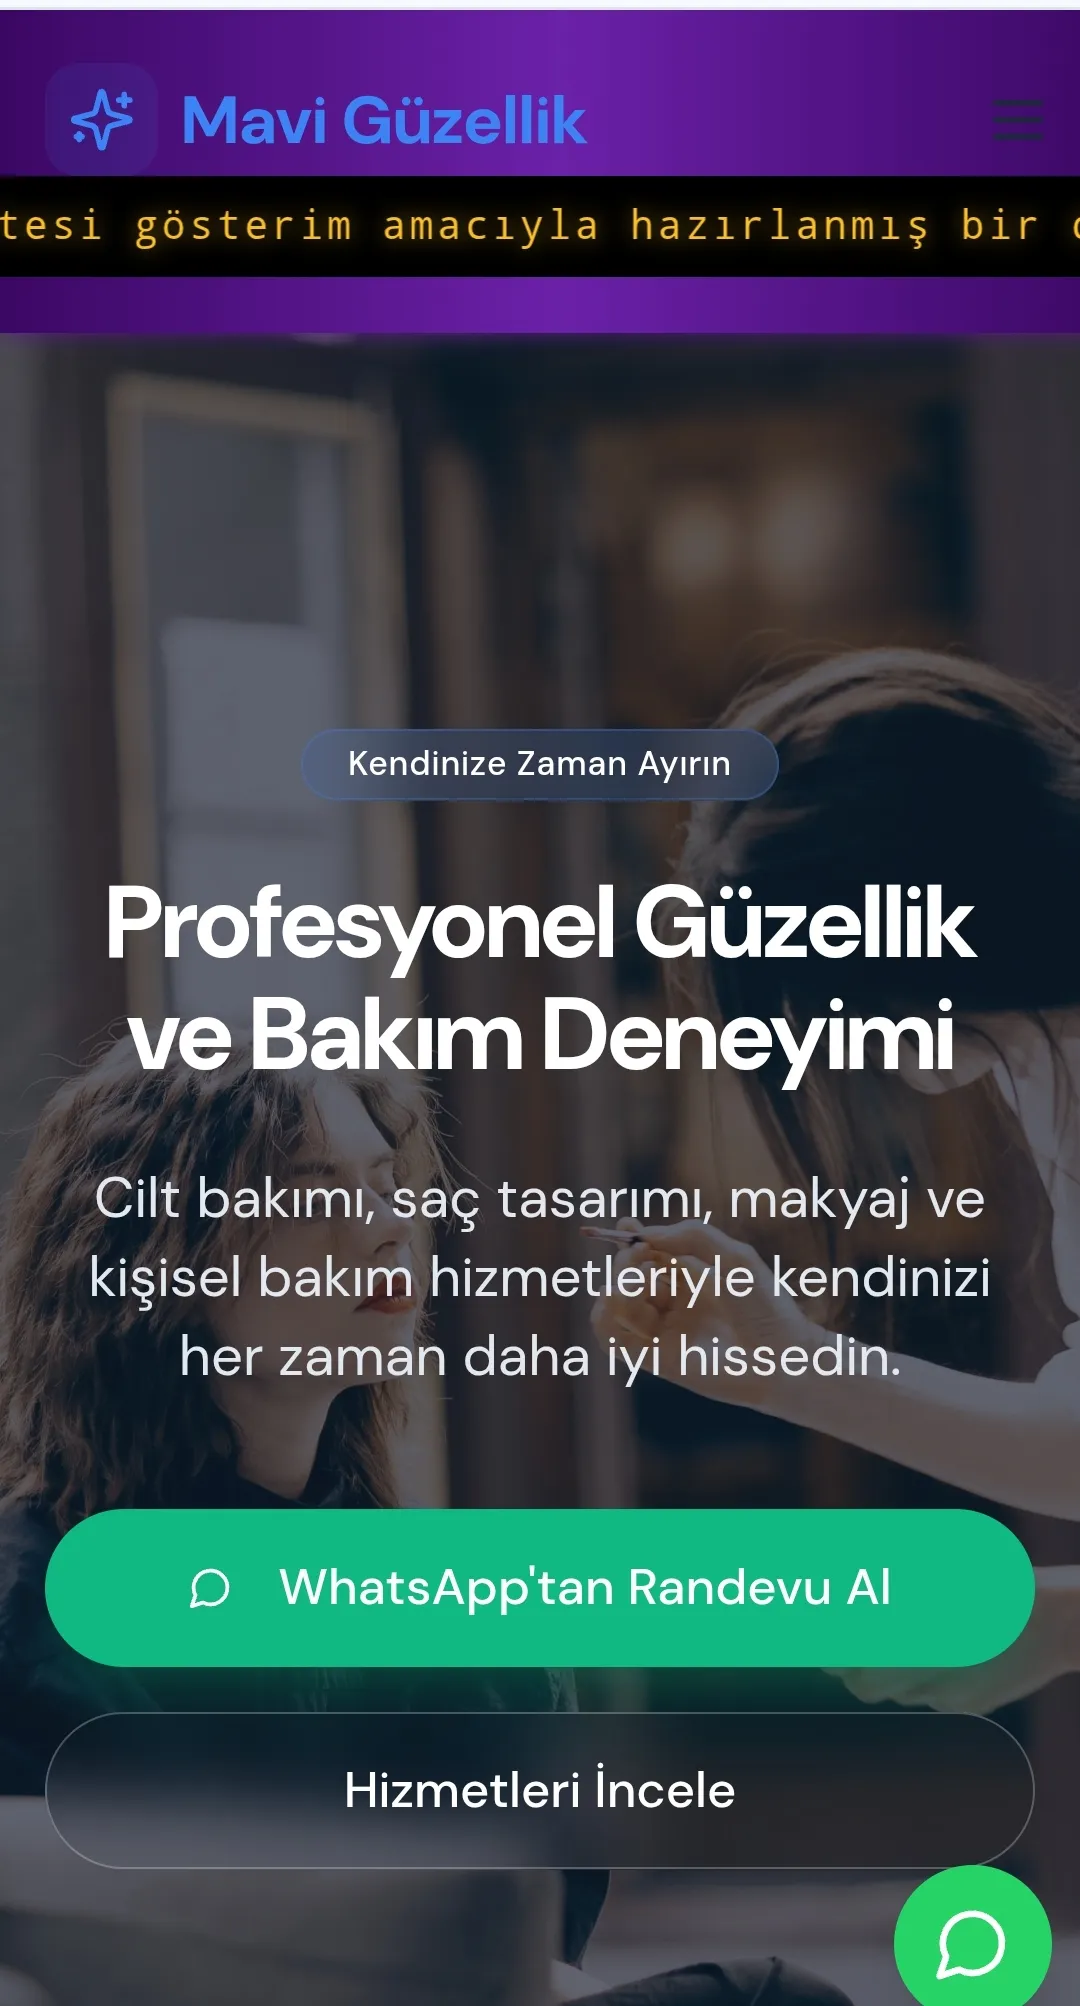 Mavi Güzellik
tesi gösterim amacıyla hazırlanmış bir
Kendinize Zaman Ayırın
Profesyonel Güzellik
ve Bakım Deneyimi
Cilt bakımı, saç tasarımı, makyaj ve
kişisel bakım hizmetleriyle kendinizi
her zaman daha iyi hissedin.
WhatsApp'tan Randevu Al
Hizmetleri İncele